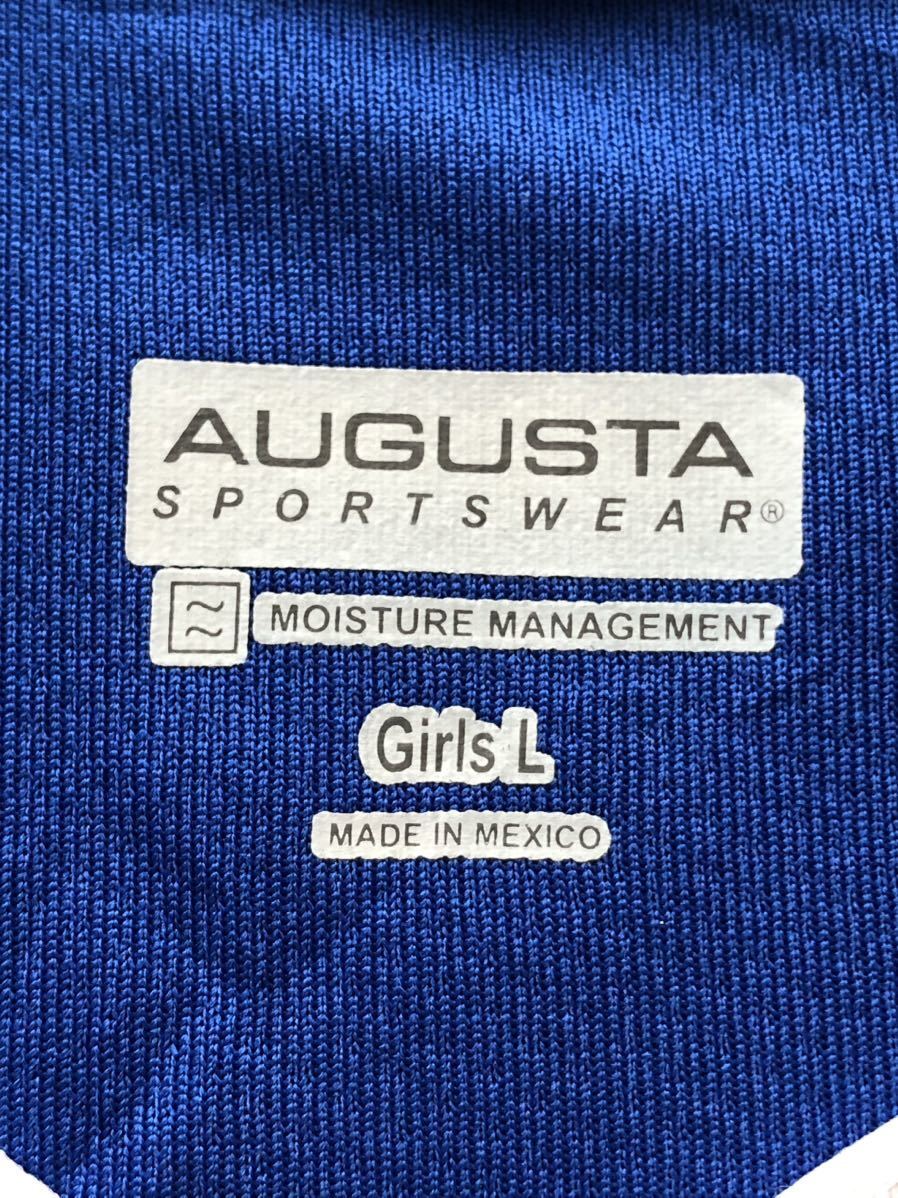 AUGUSTA
SPORTSWEAR®
MOISTURE MANAGEMENT
Girls L
MADE IN MEXICO